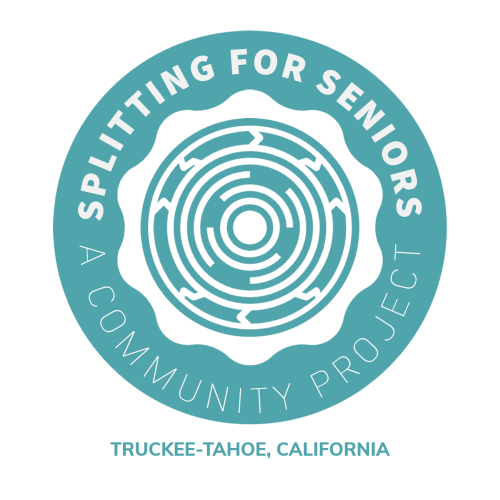 SPLITTING FOR SENIORS
A COMMUNITY PROJECT
TRUCKEE-TAHOE, CALIFORNIA